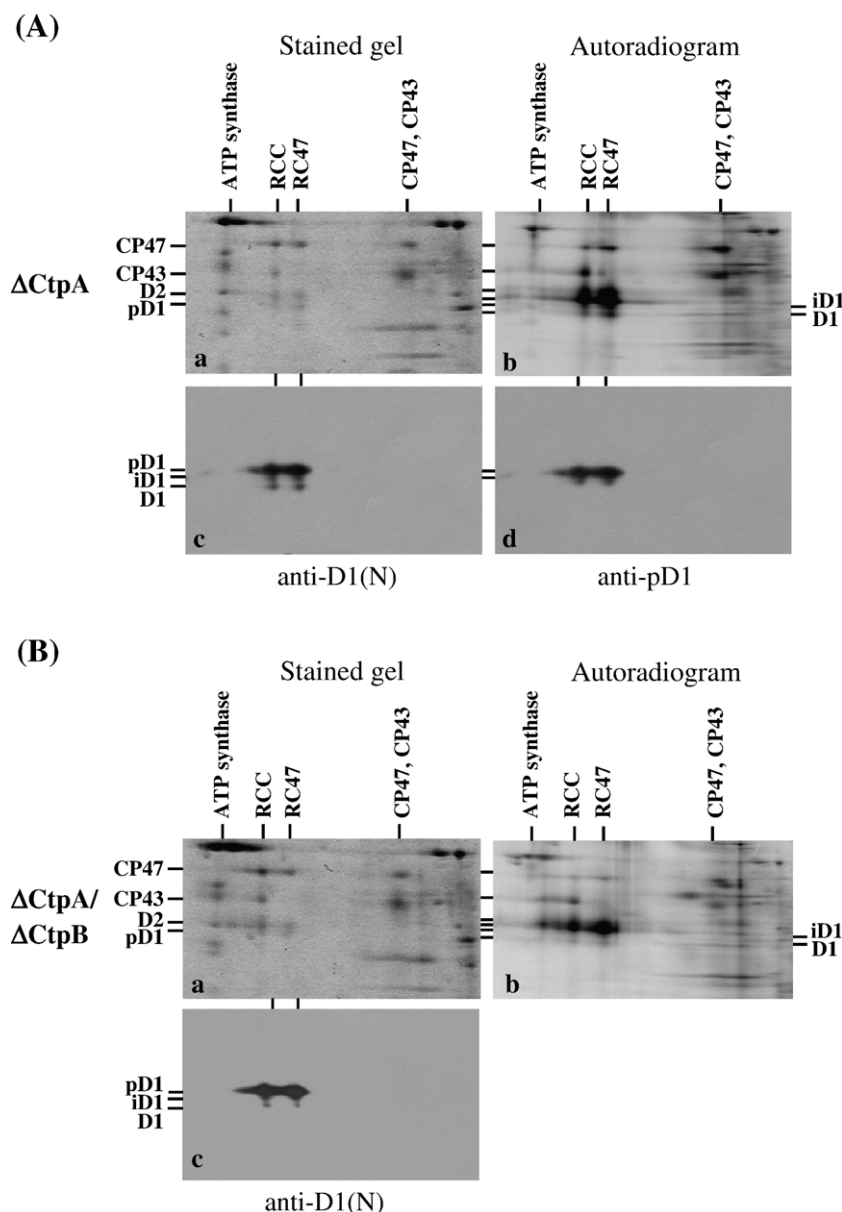 (A)
Stained gel
Autoradiogram
ATP synthase
RCC
RC47
CP47, CP43
ATP synthase
RCC
RC47
CP47, CP43
ΔCtpA
CP47
CP43
D2
pD1
a
b
iD1
D1
pD1
iD1
D1
c
d
anti-D1(N)
anti-pD1
(B)
Stained gel
Autoradiogram
ATP synthase
RCC
RC47
CP47, CP43
ATP synthase
RCC
RC47
CP47, CP43
ΔCtpA/
ΔCtpB
CP47
CP43
D2
pD1
a
b
iD1
D1
pD1
iD1
D1
c
anti-D1(N)